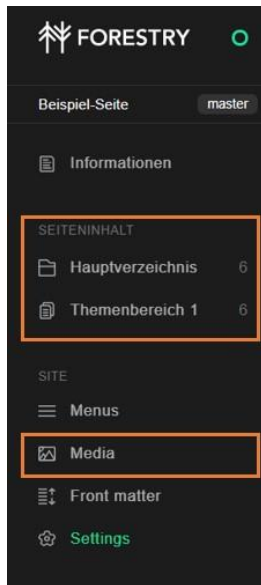 FORESTRY
Beispiel-Seite master
Informationen
SEITENINHALT
Hauptverzeichnis 6
Themenbereich 1 6
SITE
Menus
Media
Front matter
Settings